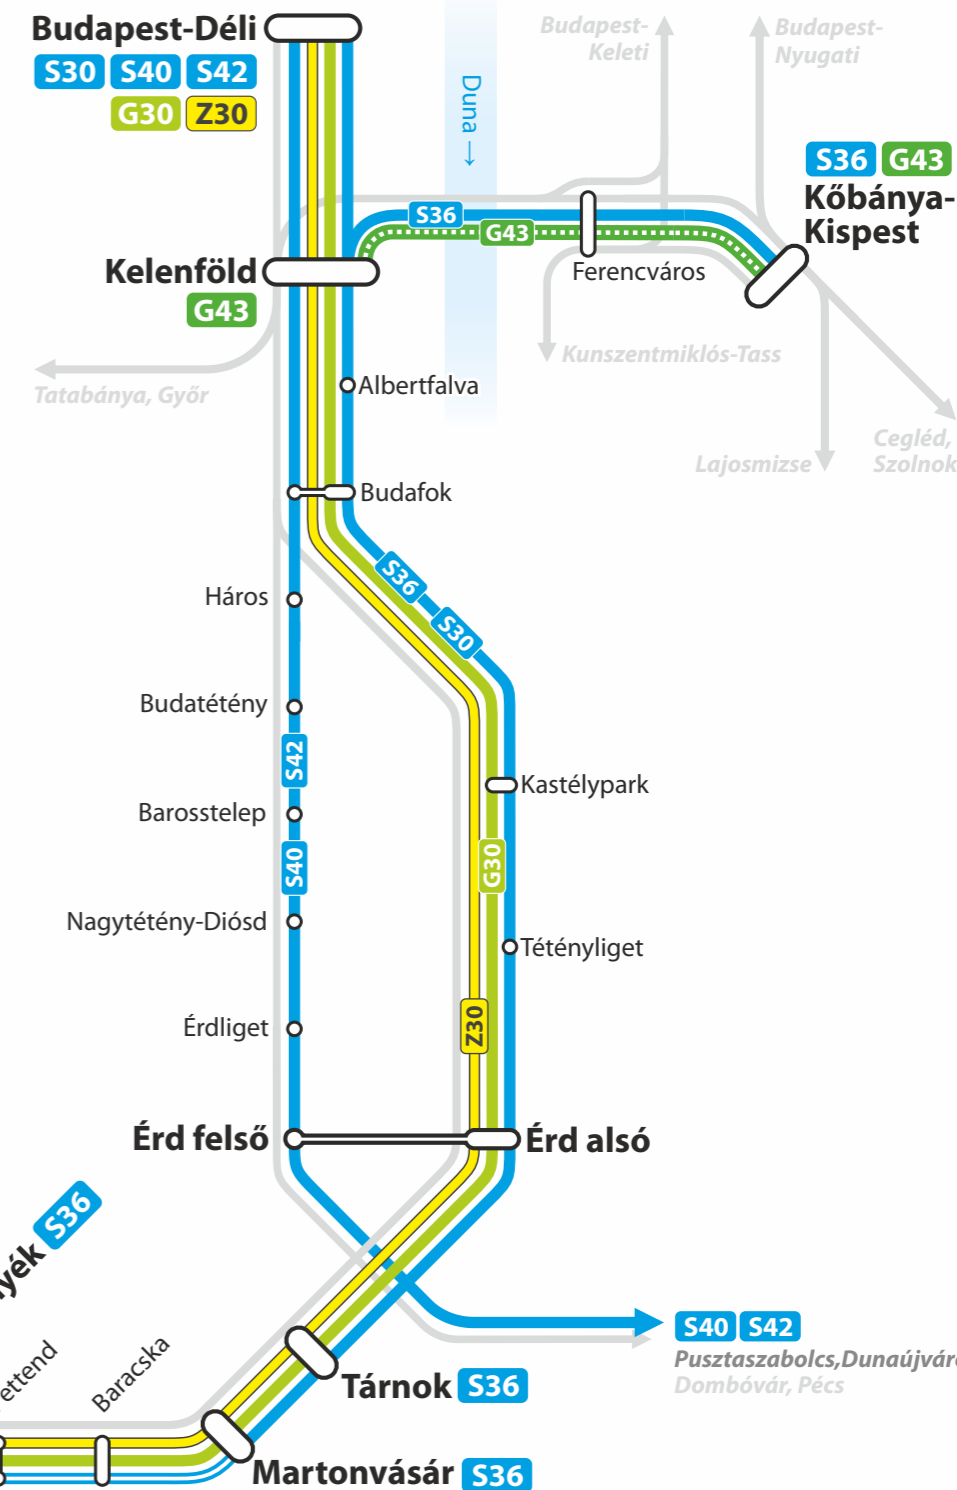 Budapest-Déli
S30 S40 S42
G30 Z30
Duna →
Budapest-
Keleti
Budapest-
Nyugati
S36 G43
Kőbánya-
Kispest
S36
G43
Ferencváros
Kelenföld
G43
Kunszentmiklós-Tass
Tatabánya, Győr
Albertfalva
Cegléd,
Szolnok
Lajosmizse
Budafok
S36
S30
Háros
Budatétény
S42
Kastélypark
Barosstelep
S40
G30
Nagytétény-Diósd
Tétényliget
Z30
Érdliget
Érd felső
Érd alsó
S36
S40 S42
Pusztaszabolcs,
Dombóvár, Pécs
Baracska
Tárnok S36
Martonvásár S36